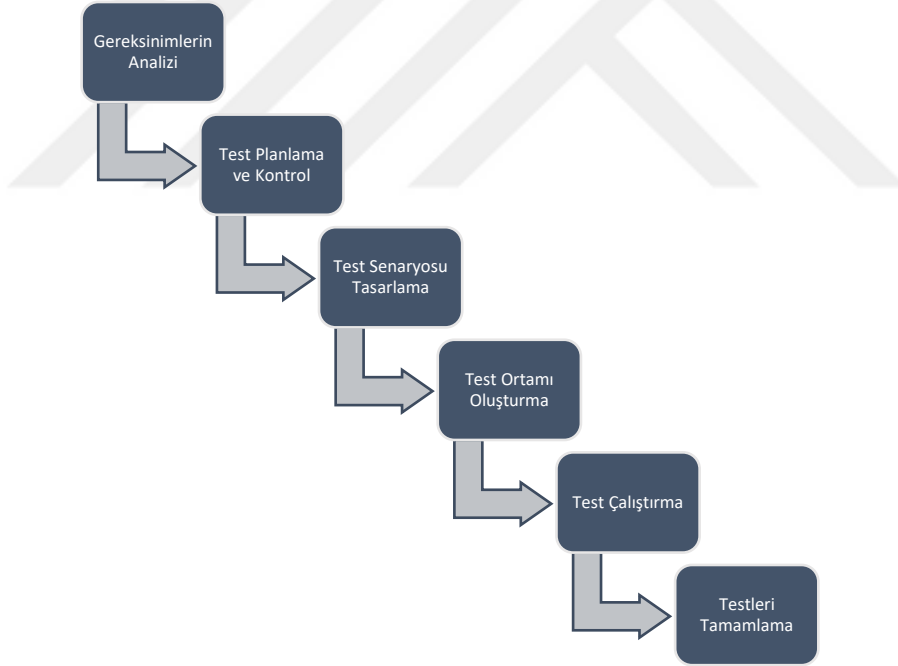 Gereksinimlerin
Analizi
Test Planlama
ve Kontrol
Test Senaryosu
Tasarlama
Test Ortamı
Oluşturma
Test Çalıştırma
Testleri
Tamamlama